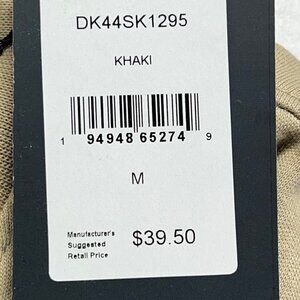 DK44SK1295
KHAKI
1 94948 65274 9
M
Manufacturer's
Suggested
Retail Price
$39.50